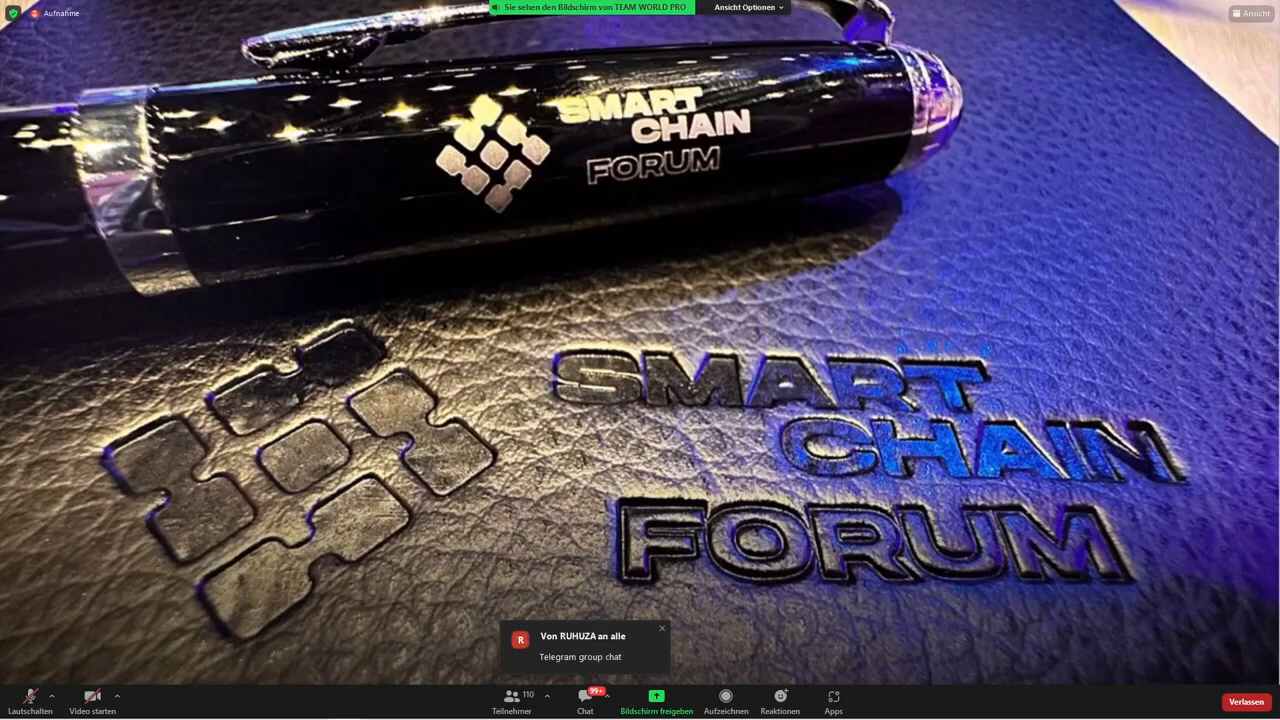 Aufnahme
Sie sehen den Bildschirm von TEAM WORLD PRO
Ansicht Optionen
Ansicht
SMART
CHAIN
FORUM
SMART
CHAIN
FORUM
R
Von RUHUZA an alle
Telegram group chat
Lautschalten
Video starten
110
Teilnehmer
99+
Chat
Bildschirm freigeben
Aufzeichnen
Reaktionen
Apps
Verlassen